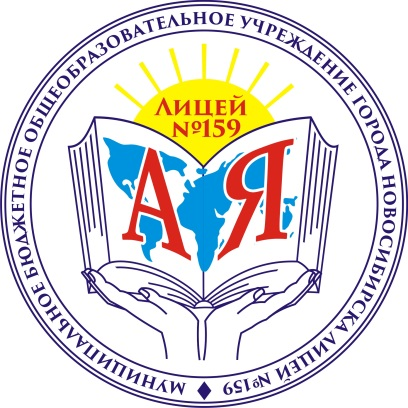 МУНИЦИПАЛЬНОЕ БЮДЖЕТНОЕ ОБЩЕОБРАЗОВАТЕЛЬНОЕ УЧРЕЖДЕНИЕ ГОРОДА НОВОСИБИРСКА ЛИЦЕЙ №159
ЛИЦЕЙ
№159
А Я